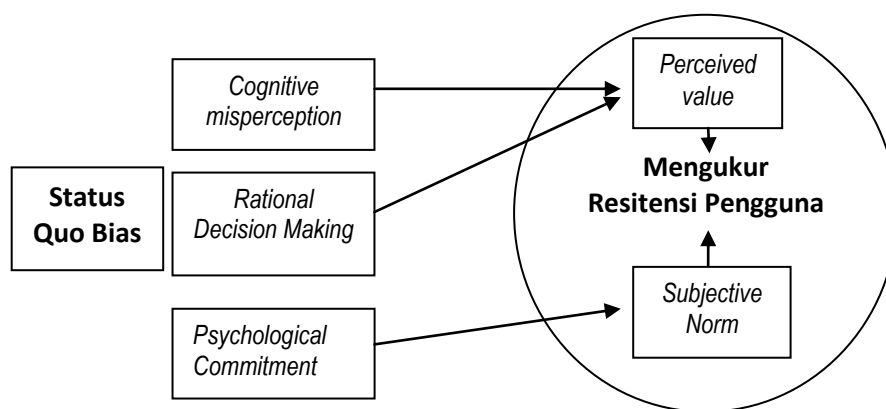 Cognitive
misperception
Perceived
value
Mengukur
Resitensi Pengguna
Status
Quo Bias
Rational
Decision Making
Subjective
Norm
Psychological
Commitment